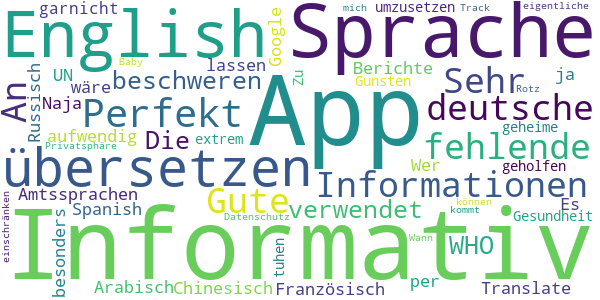 garnicht
mich
umzusetzen
Track
eigentliche
English
Baby
Google
Sprache
UN
lassen
zu
Berichte
ja
Russisch
wäre
beschweren
Gunsten
Sehr
An
Naja
Perfekt
App
deutsche
aufwendig
Die
extrem
geheime
Privatsphäre
Rotz
fehlende
übersetzen
Wer
geholfen
Amtssprachen
Gute
Informationen
einschränken
besonders
Spanish
verwendet
können
Es
Datenschutz
kommt
Gesundheit
Informativ
tuhen
Wann
WHO
Arabisch
Chinesisch
Französisch
per
Translate